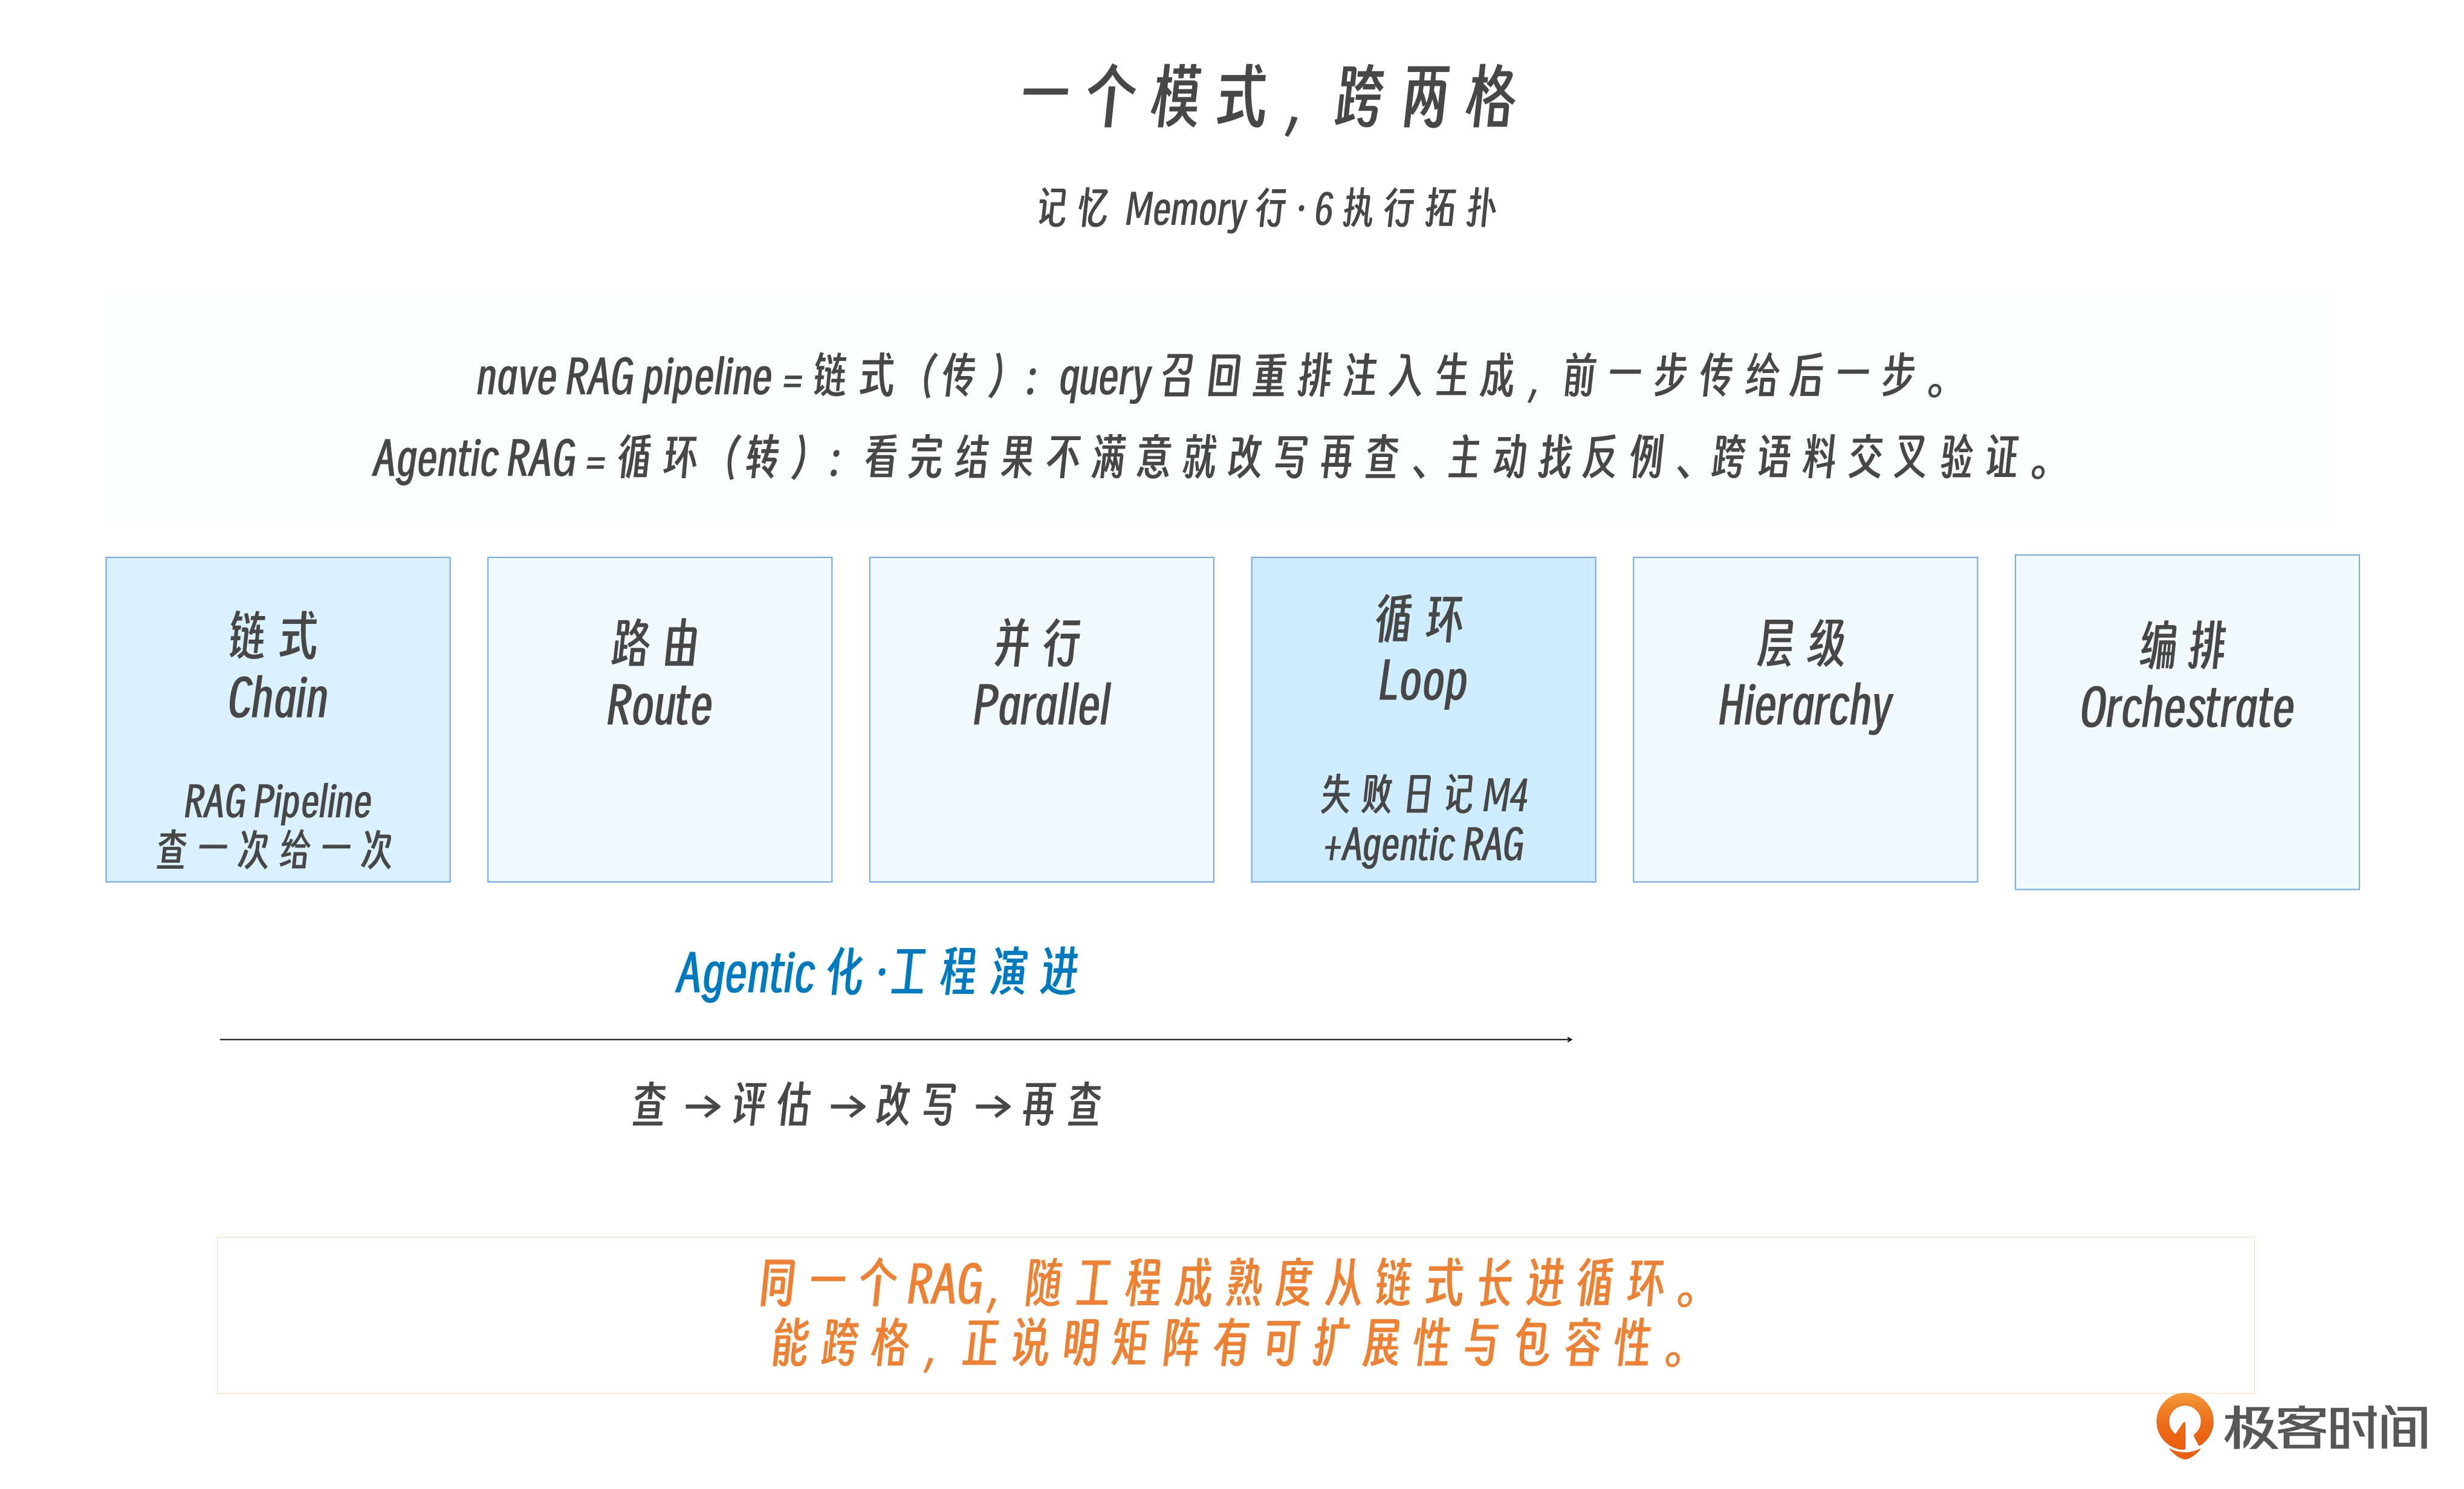 一个模式，跨两格
记忆 Memory 行·6执行拓扑
nave RAG pipeline = 链式（传）：query 召回重排注入生成，前一步传给后一步。
Agentic RAG = 循环（转）：看完结果不满意就改写再查、主动找反例、跨语料交叉验证。
链式
Chain
RAG Pipeline
查一次给一次
路由
Route
并行
Parallel
循环
Loop
失败日记M4
+Agentic RAG
层级
Hierarchy
编排
Orchestrate
Agentic 化·工程演进
查→评估→改写→再查
同一个RAG，随工程成熟度从链式长进循环。
能跨格，正说明矩阵有可扩展性与包容性。
极客时间